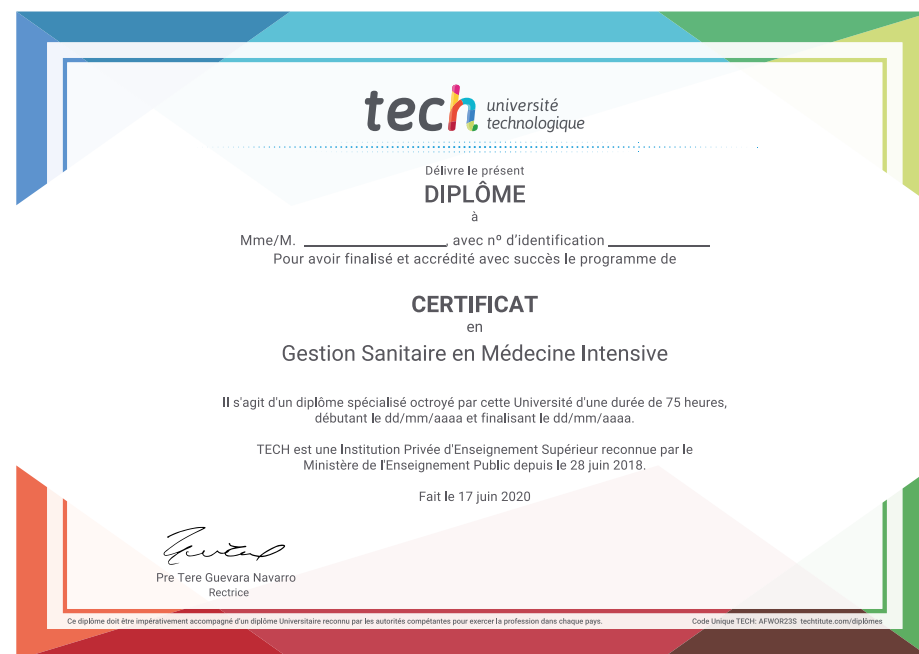 tech université
technologique
Délivre le présent
DIPLÔME
à
Mme/M. ____________________, avec nº d'identification ______________
Pour avoir finalisé et accrédité avec succès le programme de
CERTIFICAT
en
Gestion Sanitaire en Médecine Intensive
Il s'agit d'un diplôme spécialisé octroyé par cette Université d'une durée de 75 heures,
débutant le dd/mm/aaaa et finalisant le dd/mm/aaaa.
TECH est une Institution Privée d'Enseignement Supérieur reconnue par le
Ministère de l'Enseignement Public depuis le 28 juin 2018.
Fait le 17 juin 2020
Pre Tere Guevara Navarro
Rectrice
Ce diplôme doit être impérativement accompagné d'un diplôme Universitaire reconnu par les autorités compétantes pour exercer la profession dans chaque pays.
Code Unique TECH: AFWOR23S techtitute.com/diplômes